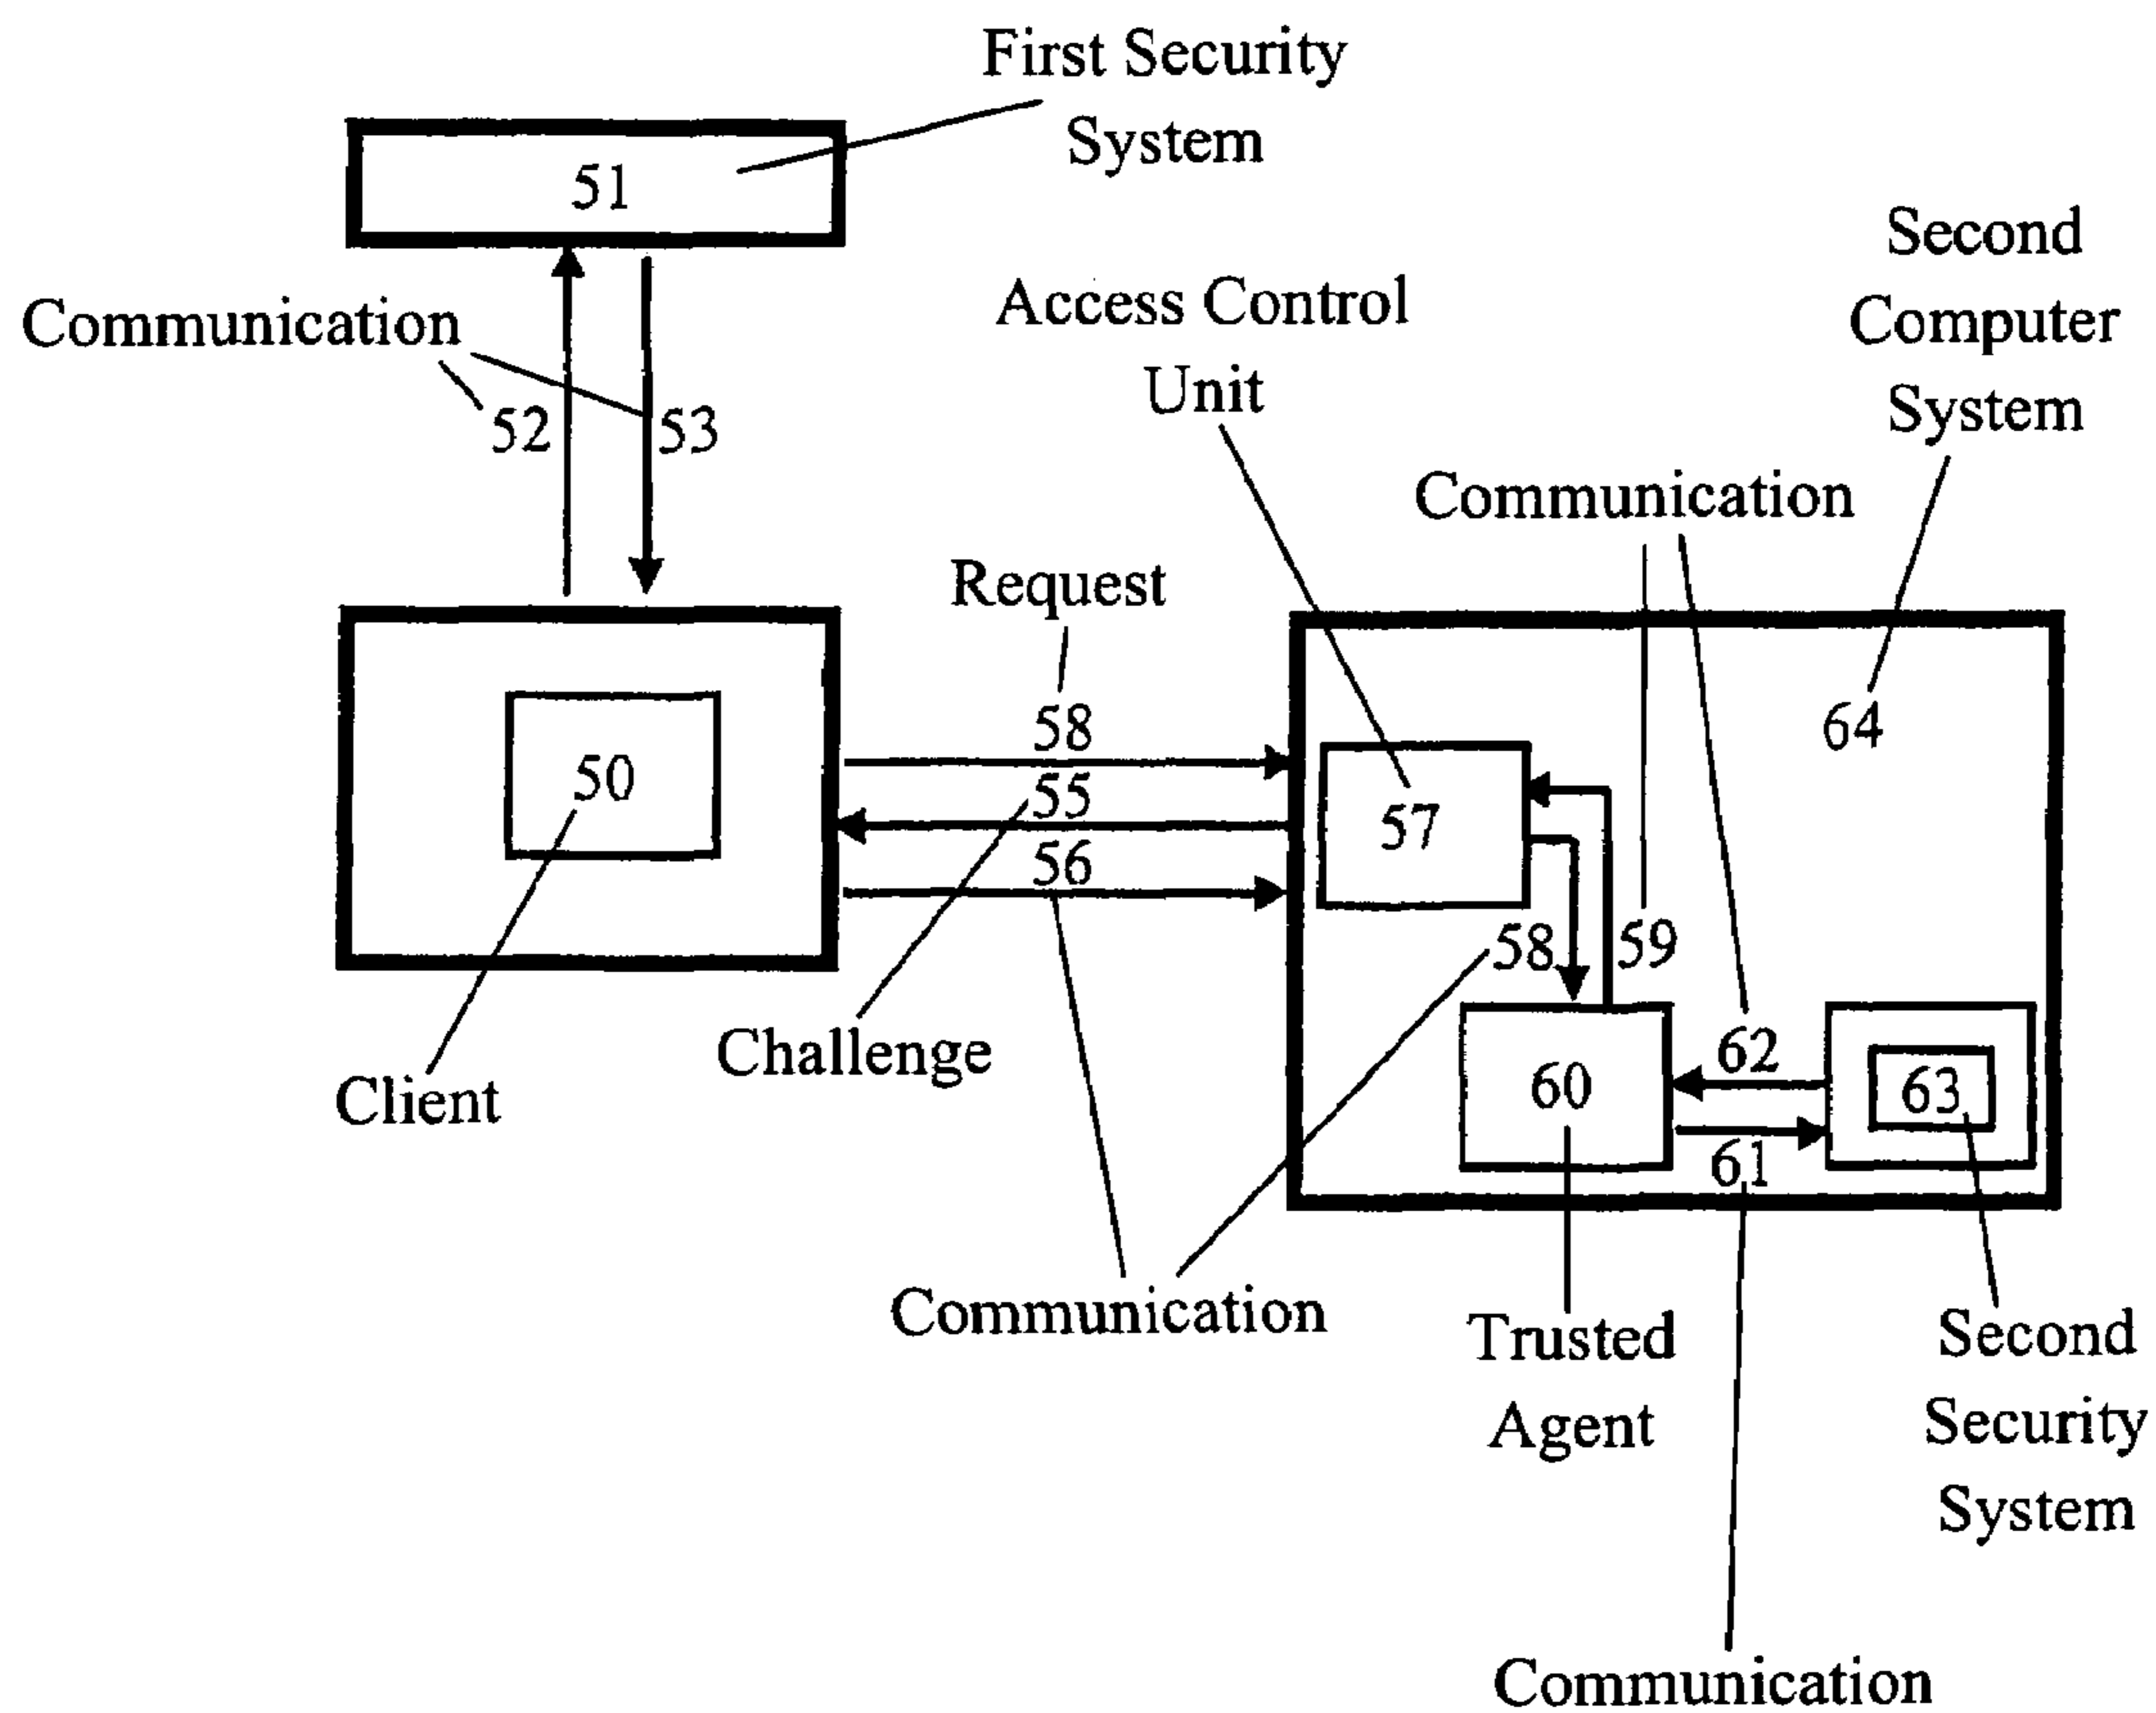 First Security
System
51
Second
Computer
System
Access Control
Unit
Communication
52
53
Communication
Request
58
64
50
55
57
56
58
59
Challenge
62
60
63
Client
61
Communication
Trusted
Agent
Second
Security
System
Communication